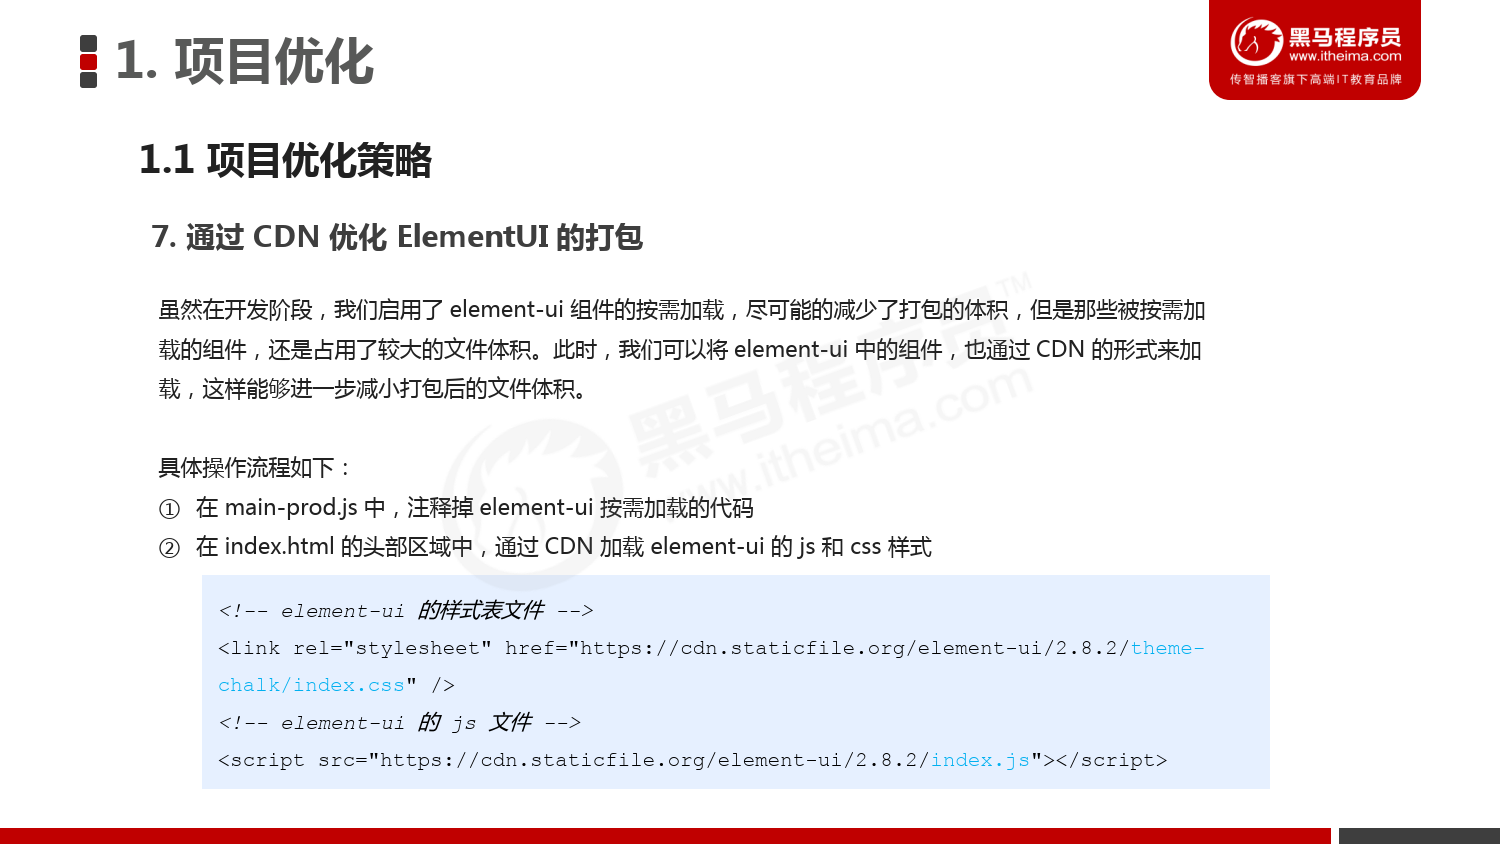 1. 项目优化
黑马程序员
www.itheima.com
传智播客旗下高端IT教育品牌
1.1 项目优化策略
7. 通过 CDN 优化 ElementUI 的打包
虽然在开发阶段，我们启用了 element-ui 组件的按需加载，尽可能的减少了打包的体积，但是那些被按需加
载的组件，还是占用了较大的文件体积。此时，我们可以将 element-ui 中的组件，也通过 CDN 的形式来加
载，这样能够进一步减小打包后的文件体积。
具体操作流程如下：
① 在 main-prod.js 中，注释掉 element-ui 按需加载的代码
② 在 index.html 的头部区域中，通过 CDN 加载 element-ui 的 js 和 css 样式
<!-- element-ui 的样式表文件 -->
<link rel="stylesheet" href="https://cdn.staticfile.org/element-ui/2.8.2/theme-
chalk/index.css" />
<!-- element-ui 的 js 文件 -->
<script src="https://cdn.staticfile.org/element-ui/2.8.2/index.js"></script>
黑马程序员™
www.itheima.com